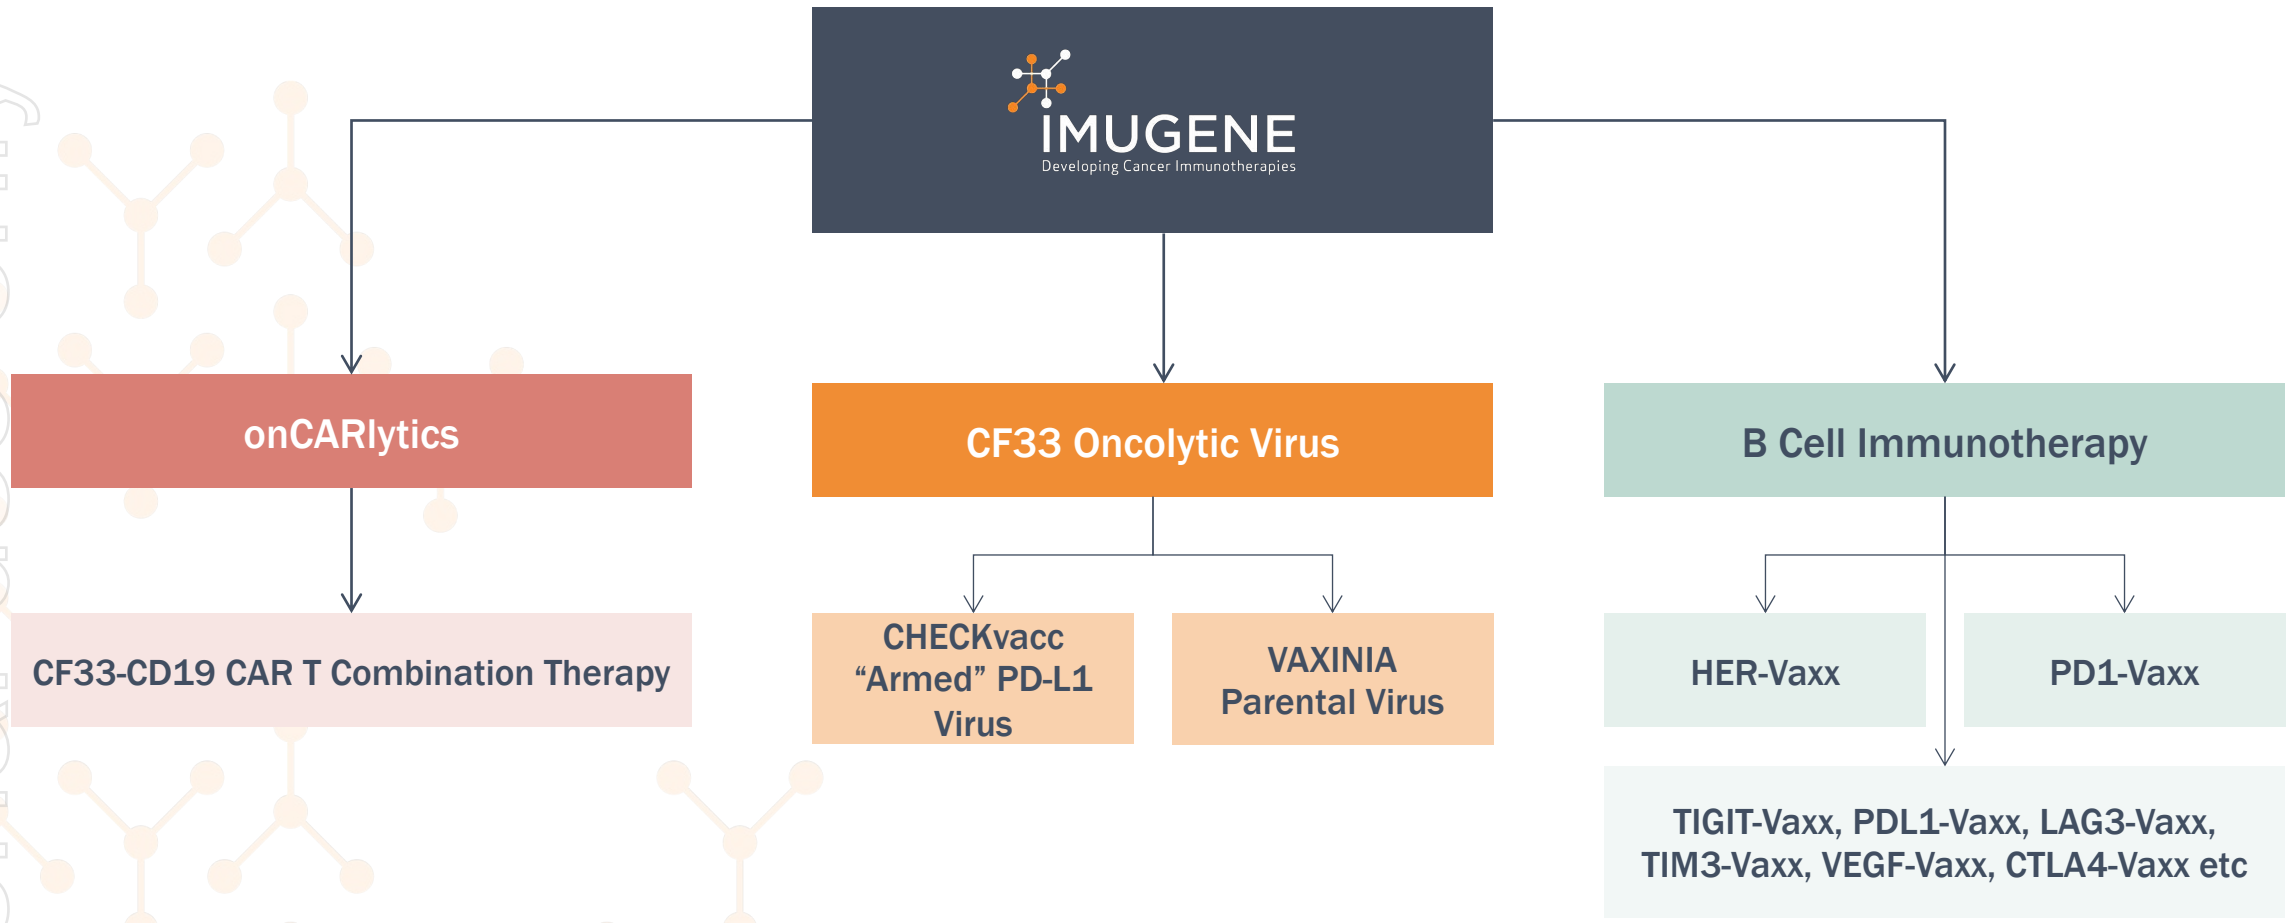 IMUGENE
Developing Cancer Immunotherapies
onCARlytics
CF33 Oncolytic Virus
B Cell Immunotherapy
CF33-CD19 CAR T Combination Therapy
CHECKvacc
“Armed” PD-L1
Virus
VAXINIA
Parental Virus
HER-Vaxx
PD1-Vaxx
TIGIT-Vaxx, PDL1-Vaxx, LAG3-Vaxx,
TIM3-Vaxx, VEGF-Vaxx, CTLA4-Vaxx etc